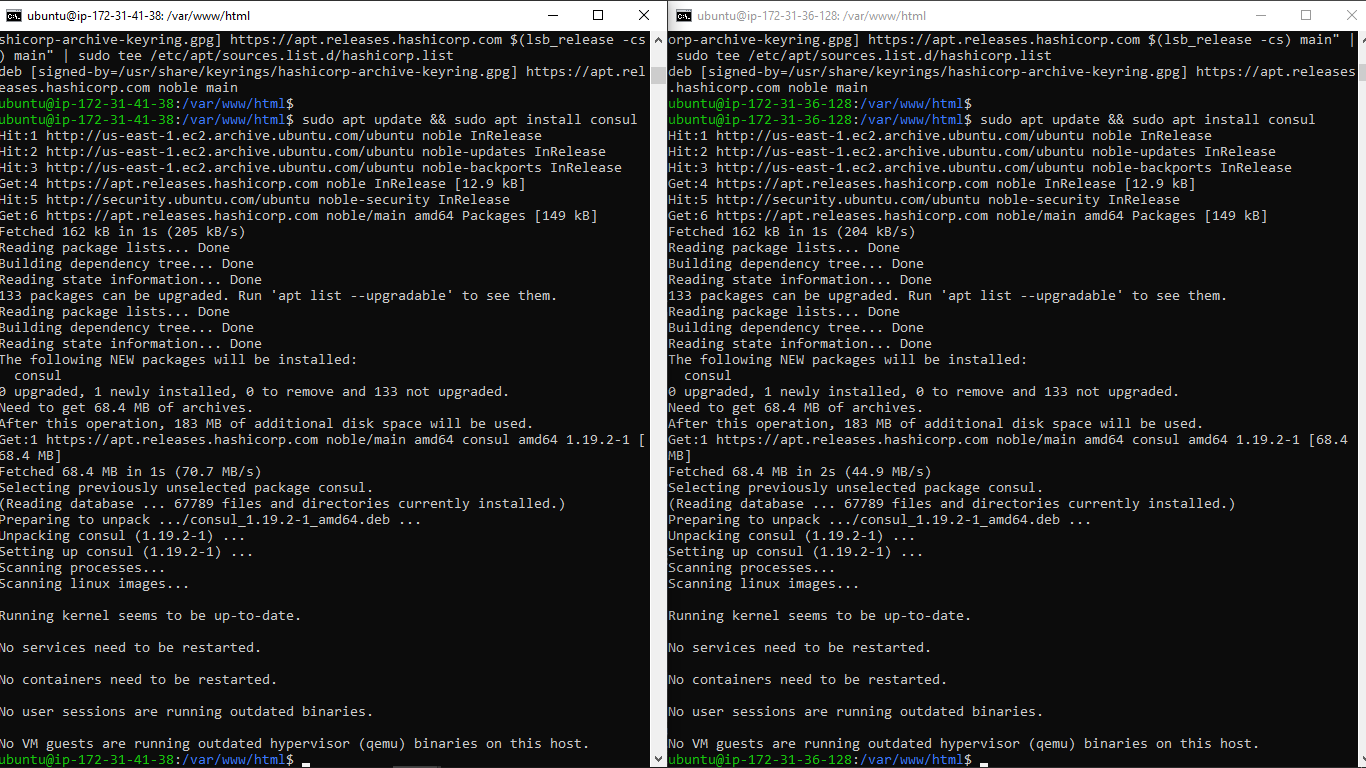 ubuntu@ip-172-31-41-38: /var/www/html
shicorp-archive-keyring.gpg] https://apt.releases.hashicorp.com $(lsb_release -cs
) main" | sudo tee /etc/apt/sources.list.d/hashicorp.list
deb [signed-by=/usr/share/keyrings/hashicorp-archive-keyring.gpg] https://apt.rel
eases.hashicorp.com noble main
ubuntu@ip-172-31-41-38:/var/www/html$
ubuntu@ip-172-31-41-38:/var/www/html$ sudo apt update && sudo apt install consul
Hit:1 http://us-east-1.ec2.archive.ubuntu.com/ubuntu noble InRelease
Hit:2 http://us-east-1.ec2.archive.ubuntu.com/ubuntu noble-updates InRelease
Hit:3 http://us-east-1.ec2.archive.ubuntu.com/ubuntu noble-backports InRelease
Get:4 https://apt.releases.hashicorp.com noble InRelease [12.9 kB]
Hit:5 http://security.ubuntu.com/ubuntu noble-security InRelease
Get:6 https://apt.releases.hashicorp.com noble/main amd64 Packages [149 kB]
Fetched 162 kB in 1s (205 kB/s)
Reading package lists... Done
Building dependency tree... Done
Reading state information... Done
133 packages can be upgraded. Run 'apt list --upgradable' to see them.
Reading package lists... Done
Building dependency tree... Done
Reading state information... Done
The following NEW packages will be installed:
  consul
0 upgraded, 1 newly installed, 0 to remove and 133 not upgraded.
Need to get 68.4 MB of archives.
After this operation, 183 MB of additional disk space will be used.
Get:1 https://apt.releases.hashicorp.com noble/main amd64 consul amd64 1.19.2-1 [
68.4 MB]
Fetched 68.4 MB in 1s (70.7 MB/s)
Selecting previously unselected package consul.
(Reading database ... 67789 files and directories currently installed.)
Preparing to unpack .../consul_1.19.2-1_amd64.deb ...
Unpacking consul (1.19.2-1) ...
Setting up consul (1.19.2-1) ...
Scanning processes...
Scanning linux images...
Running kernel seems to be up-to-date.
No services need to be restarted.
No containers need to be restarted.
No user sessions are running outdated binaries.
No VM guests are running outdated hypervisor (qemu) binaries on this host.
ubuntu@ip-172-31-41-38:/var/www/html$
ubuntu@ip-172-31-36-128: /var/www/html
orp-archive-keyring.gpg] https://apt.releases.hashicorp.com $(lsb_release -cs) main" |
 sudo tee /etc/apt/sources.list.d/hashicorp.list
deb [signed-by=/usr/share/keyrings/hashicorp-archive-keyring.gpg] https://apt.releases
.hashicorp.com noble main
ubuntu@ip-172-31-36-128:/var/www/html$
ubuntu@ip-172-31-36-128:/var/www/html$ sudo apt update && sudo apt install consul
Hit:1 http://us-east-1.ec2.archive.ubuntu.com/ubuntu noble InRelease
Hit:2 http://us-east-1.ec2.archive.ubuntu.com/ubuntu noble-updates InRelease
Hit:3 http://us-east-1.ec2.archive.ubuntu.com/ubuntu noble-backports InRelease
Get:4 https://apt.releases.hashicorp.com noble InRelease [12.9 kB]
Hit:5 http://security.ubuntu.com/ubuntu noble-security InRelease
Get:6 https://apt.releases.hashicorp.com noble/main amd64 Packages [149 kB]
Fetched 162 kB in 1s (204 kB/s)
Reading package lists... Done
Building dependency tree... Done
Reading state information... Done
133 packages can be upgraded. Run 'apt list --upgradable' to see them.
Reading package lists... Done
Building dependency tree... Done
Reading state information... Done
The following NEW packages will be installed:
  consul
0 upgraded, 1 newly installed, 0 to remove and 133 not upgraded.
Need to get 68.4 MB of archives.
After this operation, 183 MB of additional disk space will be used.
Get:1 https://apt.releases.hashicorp.com noble/main amd64 consul amd64 1.19.2-1 [68.4
MB]
Fetched 68.4 MB in 2s (44.9 MB/s)
Selecting previously unselected package consul.
(Reading database ... 67789 files and directories currently installed.)
Preparing to unpack .../consul_1.19.2-1_amd64.deb ...
Unpacking consul (1.19.2-1) ...
Setting up consul (1.19.2-1) ...
Scanning processes...
Scanning linux images...
Running kernel seems to be up-to-date.
No services need to be restarted.
No containers need to be restarted.
No user sessions are running outdated binaries.
No VM guests are running outdated hypervisor (qemu) binaries on this host.
ubuntu@ip-172-31-36-128:/var/www/html$